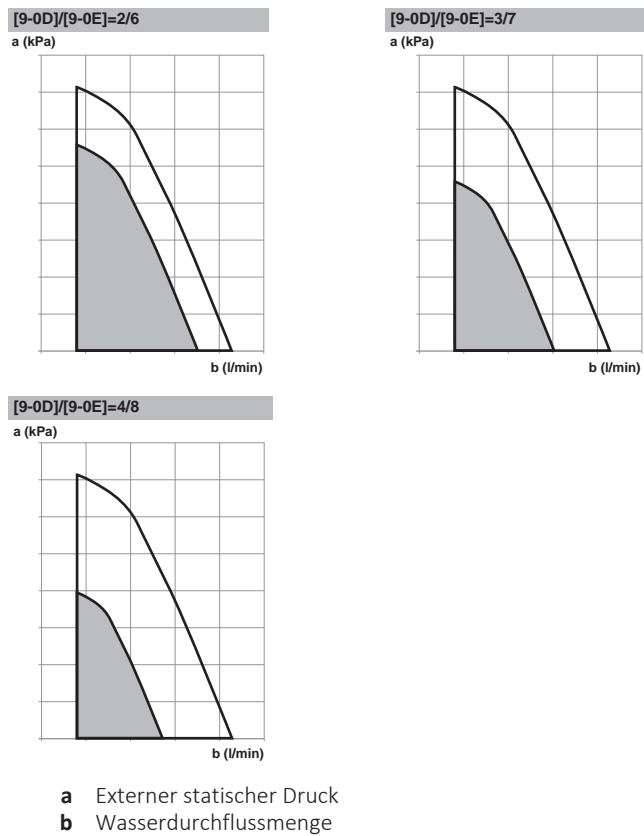 [9-0D]/[9-0E]=2/6
a (kPa)
b (l/min)
[9-0D]/[9-0E]=3/7
a (kPa)
b (l/min)
[9-0D]/[9-0E]=4/8
a (kPa)
b (l/min)
a Externer statischer Druck
b Wasserdurchflussmenge